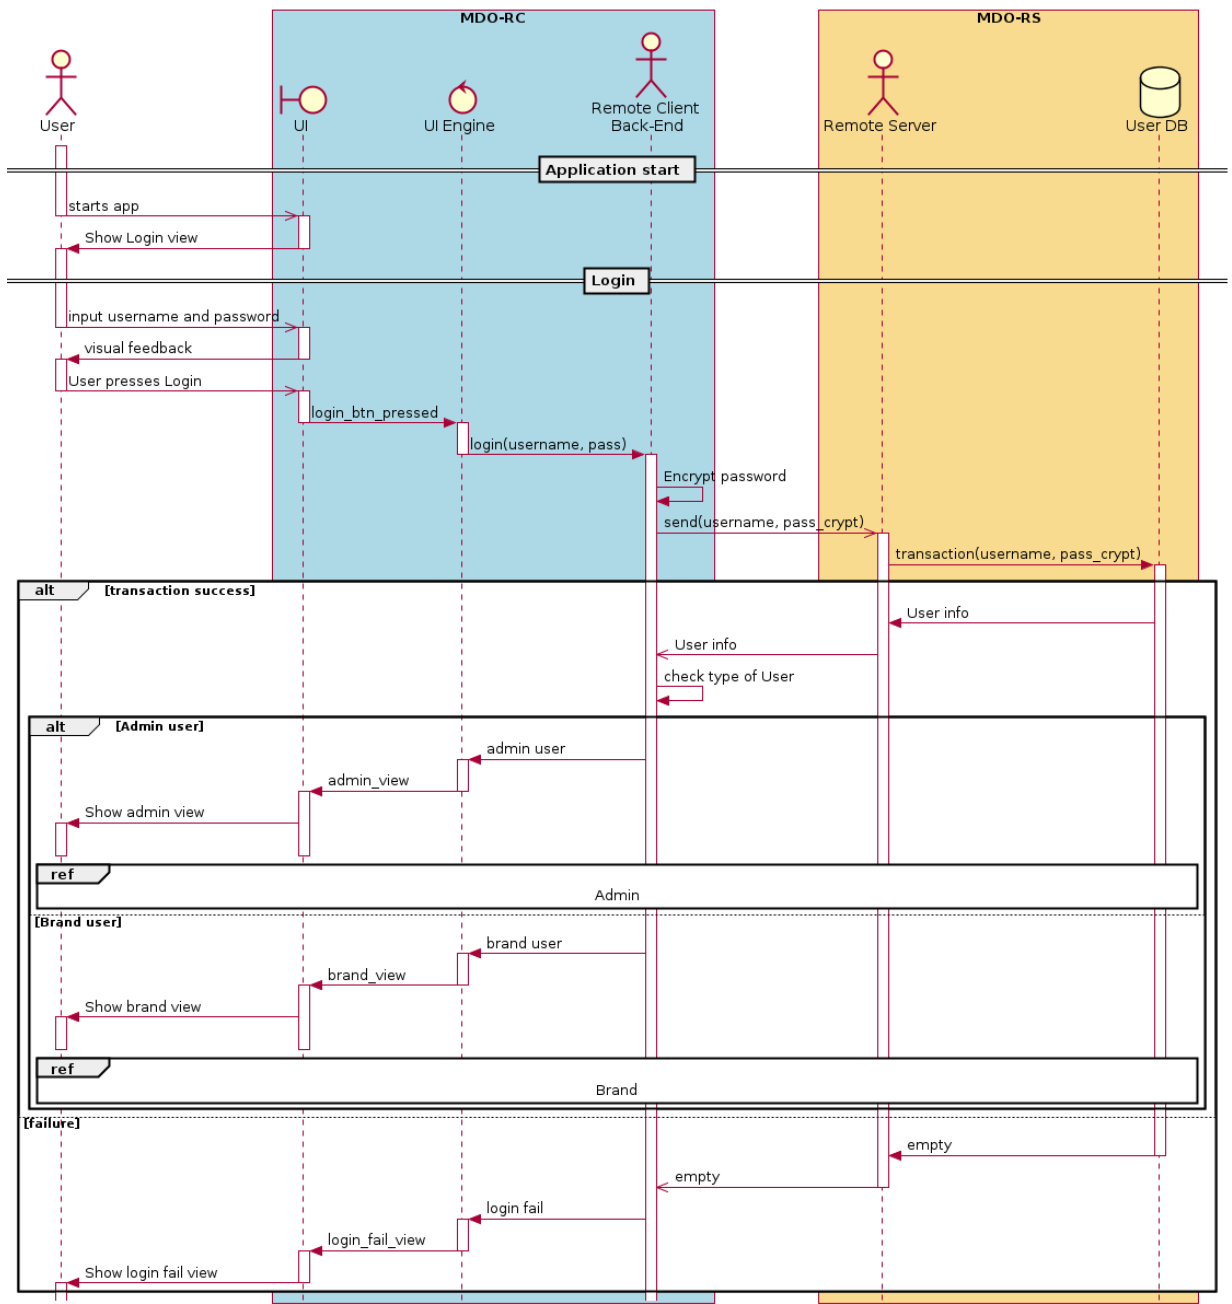 MDO-RC
MDO-RS
User
UI
UI Engine
Remote Client
Back-End
Remote Server
User DB
Application start
starts app
Show Login view
Login
input username and password
visual feedback
User presses Login
login_btn_pressed
login(username, pass)
Encrypt password
send(username, pass_crypt)
transaction(username, pass_crypt)
alt
[transaction success]
User info
User info
check type of User
alt
[Admin user]
admin user
admin_view
Show admin view
ref
Admin
[Brand user]
brand user
brand_view
Show brand view
ref
Brand
[failure]
empty
empty
login fail
login_fail_view
Show login fail view